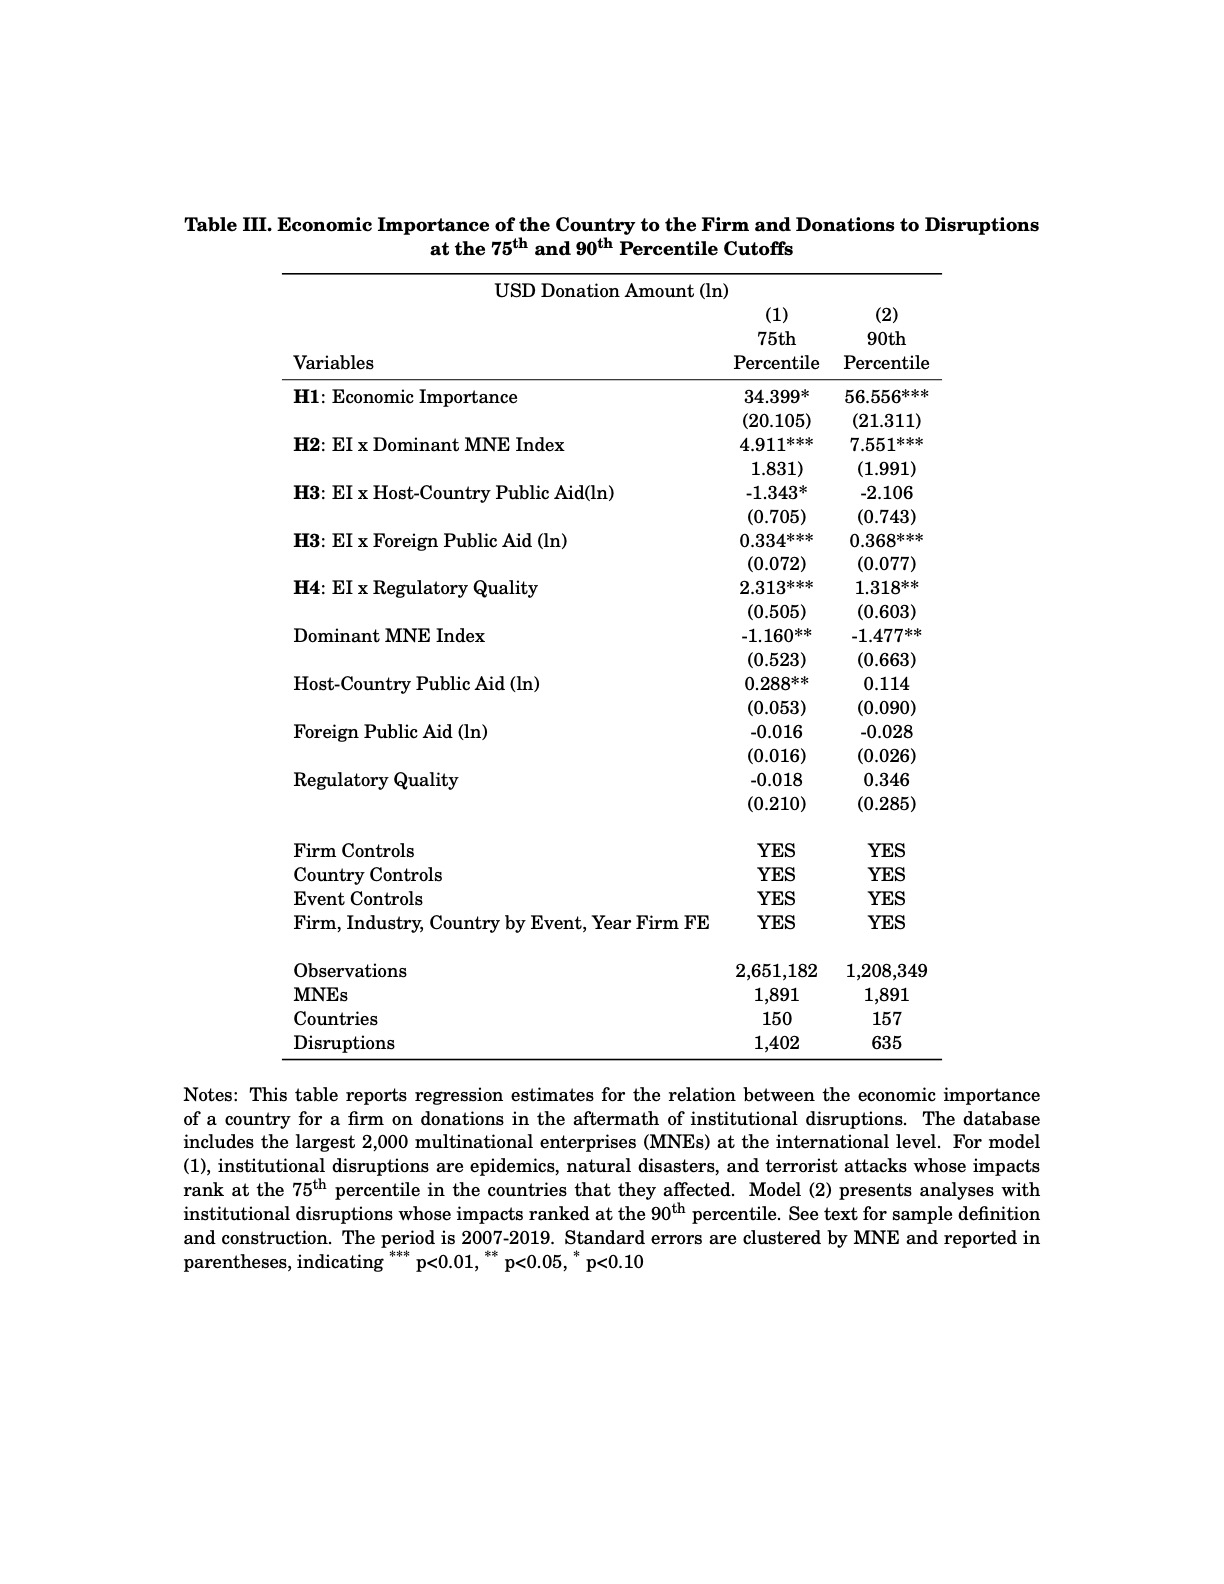 Table III. Economic Importance of the Country to the Firm and Donations to Disruptions
at the 75th and 90th Percentile Cutoffs
USD Donation Amount (ln)
(1) (2)
75th 90th
Variables Percentile Percentile
H1: Economic Importance 34.399* 56.556***
(20.105) (21.311)
H2: EI x Dominant MNE Index 4.911*** 7.551***
1.831) (1.991)
H3: EI x Host-Country Public Aid(ln) -1.343* -2.106
(0.705) (0.743)
H3: EI x Foreign Public Aid (ln) 0.334*** 0.368***
(0.072) (0.077)
H4: EI x Regulatory Quality 2.313*** 1.318**
(0.505) (0.603)
Dominant MNE Index -1.160** -1.477**
(0.523) (0.663)
Host-Country Public Aid (ln) 0.288** 0.114
(0.053) (0.090)
Foreign Public Aid (ln) -0.016 -0.028
(0.016) (0.026)
Regulatory Quality -0.018 0.346
(0.210) (0.285)
Firm Controls YES YES
Country Controls YES YES
Event Controls YES YES
Firm, Industry, Country by Event, Year Firm FE YES YES
Observations 2,651,182 1,208,349
MNEs 1,891 1,891
Countries 150 157
Disruptions 1,402 635
Notes: This table reports regression estimates for the relation between the economic importance
of a country for a firm on donations in the aftermath of institutional disruptions. The database
includes the largest 2,000 multinational enterprises (MNEs) at the international level. For model
(1), institutional disruptions are epidemics, natural disasters, and terrorist attacks whose impacts
rank at the 75th percentile in the countries that they affected. Model (2) presents analyses with
institutional disruptions whose impacts ranked at the 90th percentile. See text for sample definition
and construction. The period is 2007-2019. Standard errors are clustered by MNE and reported in
parentheses, indicating *** p<0.01, ** p<0.05, * p<0.10